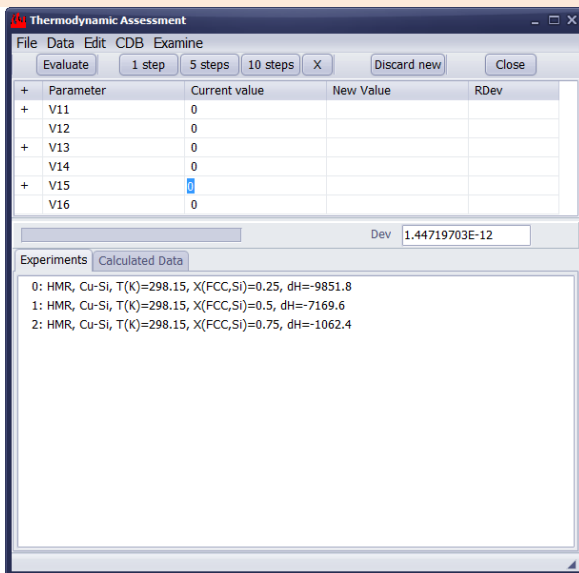 Thermodynamic Assessment
File Data Edit CDB Examine
Evaluate 1 step 5 steps 10 steps X Discard new Close
+ Parameter Current value New Value RDev
+ V11 0
V12 0
+ V13 0
V14 0
+ V15 0
V16 0
Dev 1.44719703E-12
Experiments Calculated Data
0: HMR, Cu-Si, T(K)=298.15, X(FCC,Si)=0.25, dH=-9851.8
1: HMR, Cu-Si, T(K)=298.15, X(FCC,Si)=0.5, dH=-7169.6
2: HMR, Cu-Si, T(K)=298.15, X(FCC,Si)=0.75, dH=-1062.4